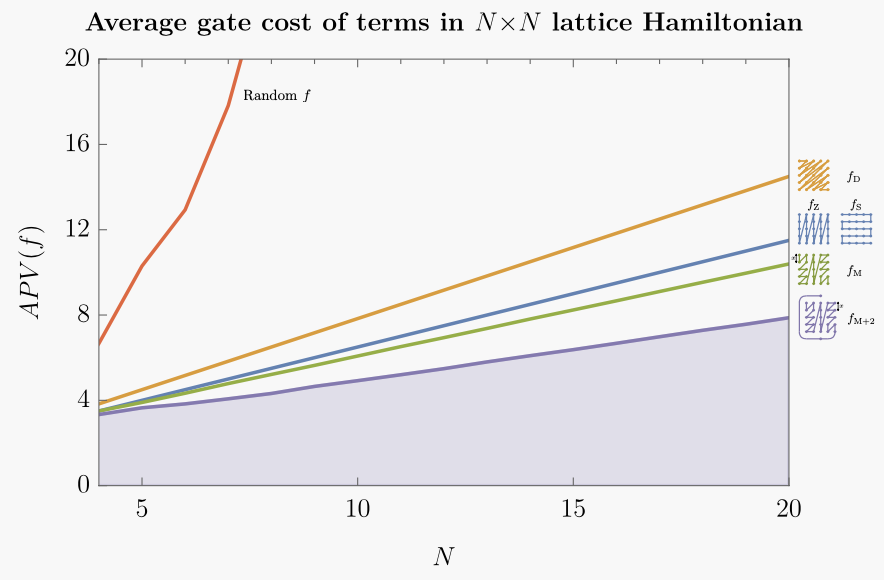 Average gate cost of terms in N×N lattice Hamiltonian
20
16
12
8
4
0
APV(f)
Random f
f_D
f_Z f_S
f_M
f_M+2
5 10 15 20
N